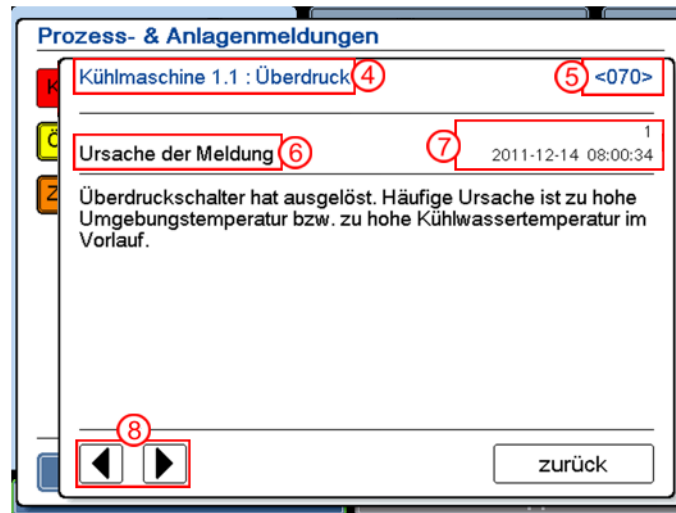 Prozess- & Anlagenmeldungen
K
Kühlmaschine 1.1 : Überdruck 4
5 <070>
Ö
Ursache der Meldung 6
7 1
2011-12-14 08:00:34
Z
Überdruckschalter hat ausgelöst. Häufige Ursache ist zu hohe
Umgebungstemperatur bzw. zu hohe Kühlwassertemperatur im
Vorlauf.
8
zurück